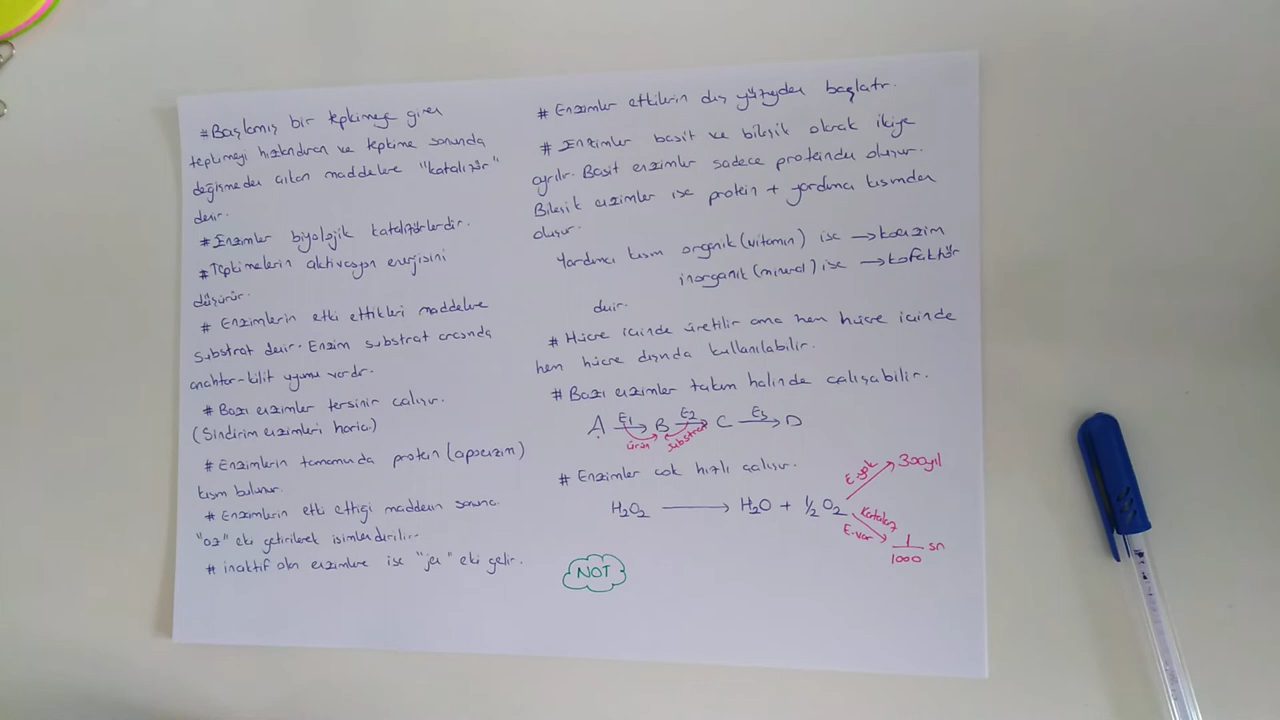 # Başlamış bir tepkimeye giren
tepkimeyi hızlandıran ve tepkime sonunda
değişmeden çıkan maddelere "katalizör"
denir.
# Enzimler biyolojik katalizörlerdir.
# Tepkimelerin aktivasyon enerjisini
düşürür.
# Enzimlerin etki ettikleri maddelere
substrat denir. Enzim substrat arasında
anahtar-kilit uyumu vardır.
# Bazı enzimler tersinir çalışır.
(Sindirim enzimleri hariç)
# Enzimlerin tamamında protein (apoenzim)
kısım bulunur.
# Enzimlerin etki ettiği maddenin sonuna
"az" eki getirilerek isimlendirilir.
# inaktif olan enzimlere ise "jen" eki gelir.
# Enzimler etkilerin dış yüzeyden başlatır.
# Enzimler basit ve bileşik olarak ikiye
ayrılır. Basit enzimler sadece proteinden oluşur.
Bileşik enzimler ise protein + yardımcı kısımdan
oluşur.
Yardımcı kısım organik (vitamin) ise → koenzim
inorganik (mineral) ise → kofaktör
denir.
# Hücre içinde üretilir ama hem hücre içinde
hem hücre dışında kullanılabilir.
# Bazı enzimler takım halinde çalışabilir.
A E1→ B E2→ C E3→ D
ürün substrat
# Enzimler çok hızlı çalışır.
H₂O₂ → H₂O + ½ O₂
E.yok 300 yıl
Katalaz
E.var 1/1000 sn
NOT